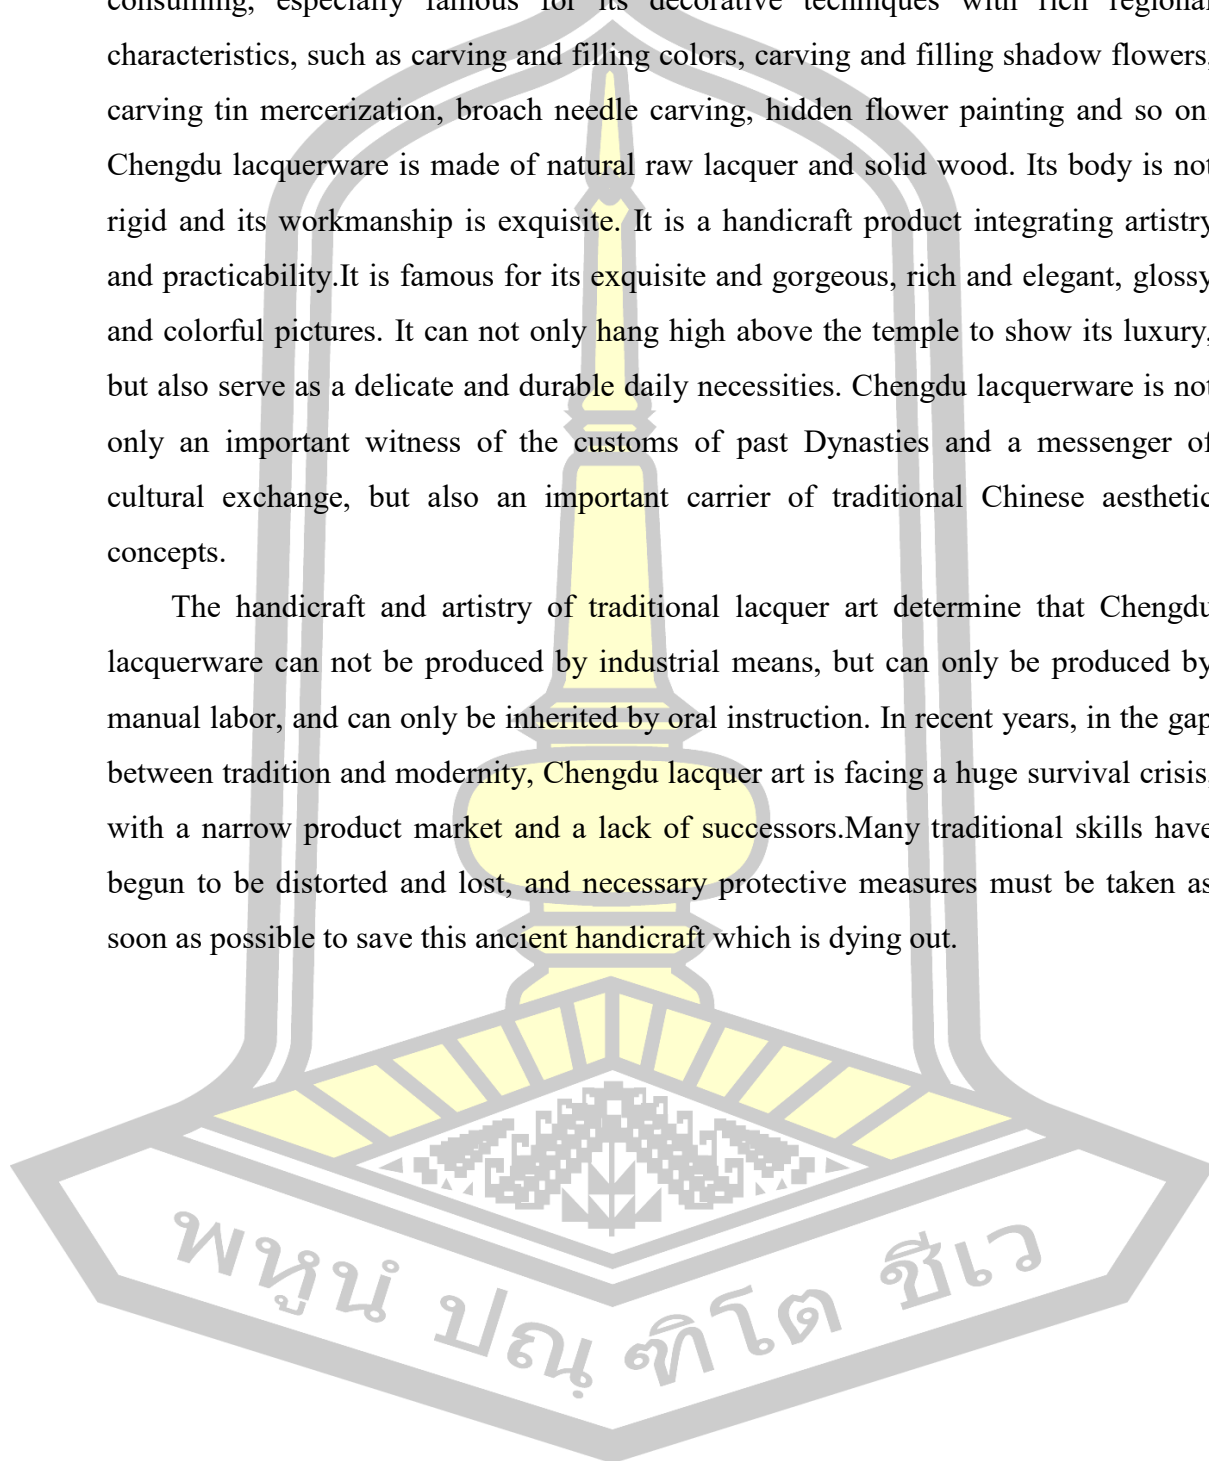 consuming, especially famous for its decorative techniques with rich regional
characteristics, such as carving and filling colors, carving and filling shadow flowers,
carving tin mercerization, broach needle carving, hidden flower painting and so on.
Chengdu lacquerware is made of natural raw lacquer and solid wood. Its body is not
rigid and its workmanship is exquisite. It is a handicraft product integrating artistry
and practicability.It is famous for its exquisite and gorgeous, rich and elegant, glossy
and colorful pictures. It can not only hang high above the temple to show its luxury,
but also serve as a delicate and durable daily necessities. Chengdu lacquerware is not
only an important witness of the customs of past Dynasties and a messenger of
cultural exchange, but also an important carrier of traditional Chinese aesthetic
concepts.
The handicraft and artistry of traditional lacquer art determine that Chengdu
lacquerware can not be produced by industrial means, but can only be produced by
manual labor, and can only be inherited by oral instruction. In recent years, in the gap
between tradition and modernity, Chengdu lacquer art is facing a huge survival crisis,
with a narrow product market and a lack of successors.Many traditional skills have
begun to be distorted and lost, and necessary protective measures must be taken as
soon as possible to save this ancient handicraft which is dying out.
พหูนํ ปณฺฑิโต ชีเว